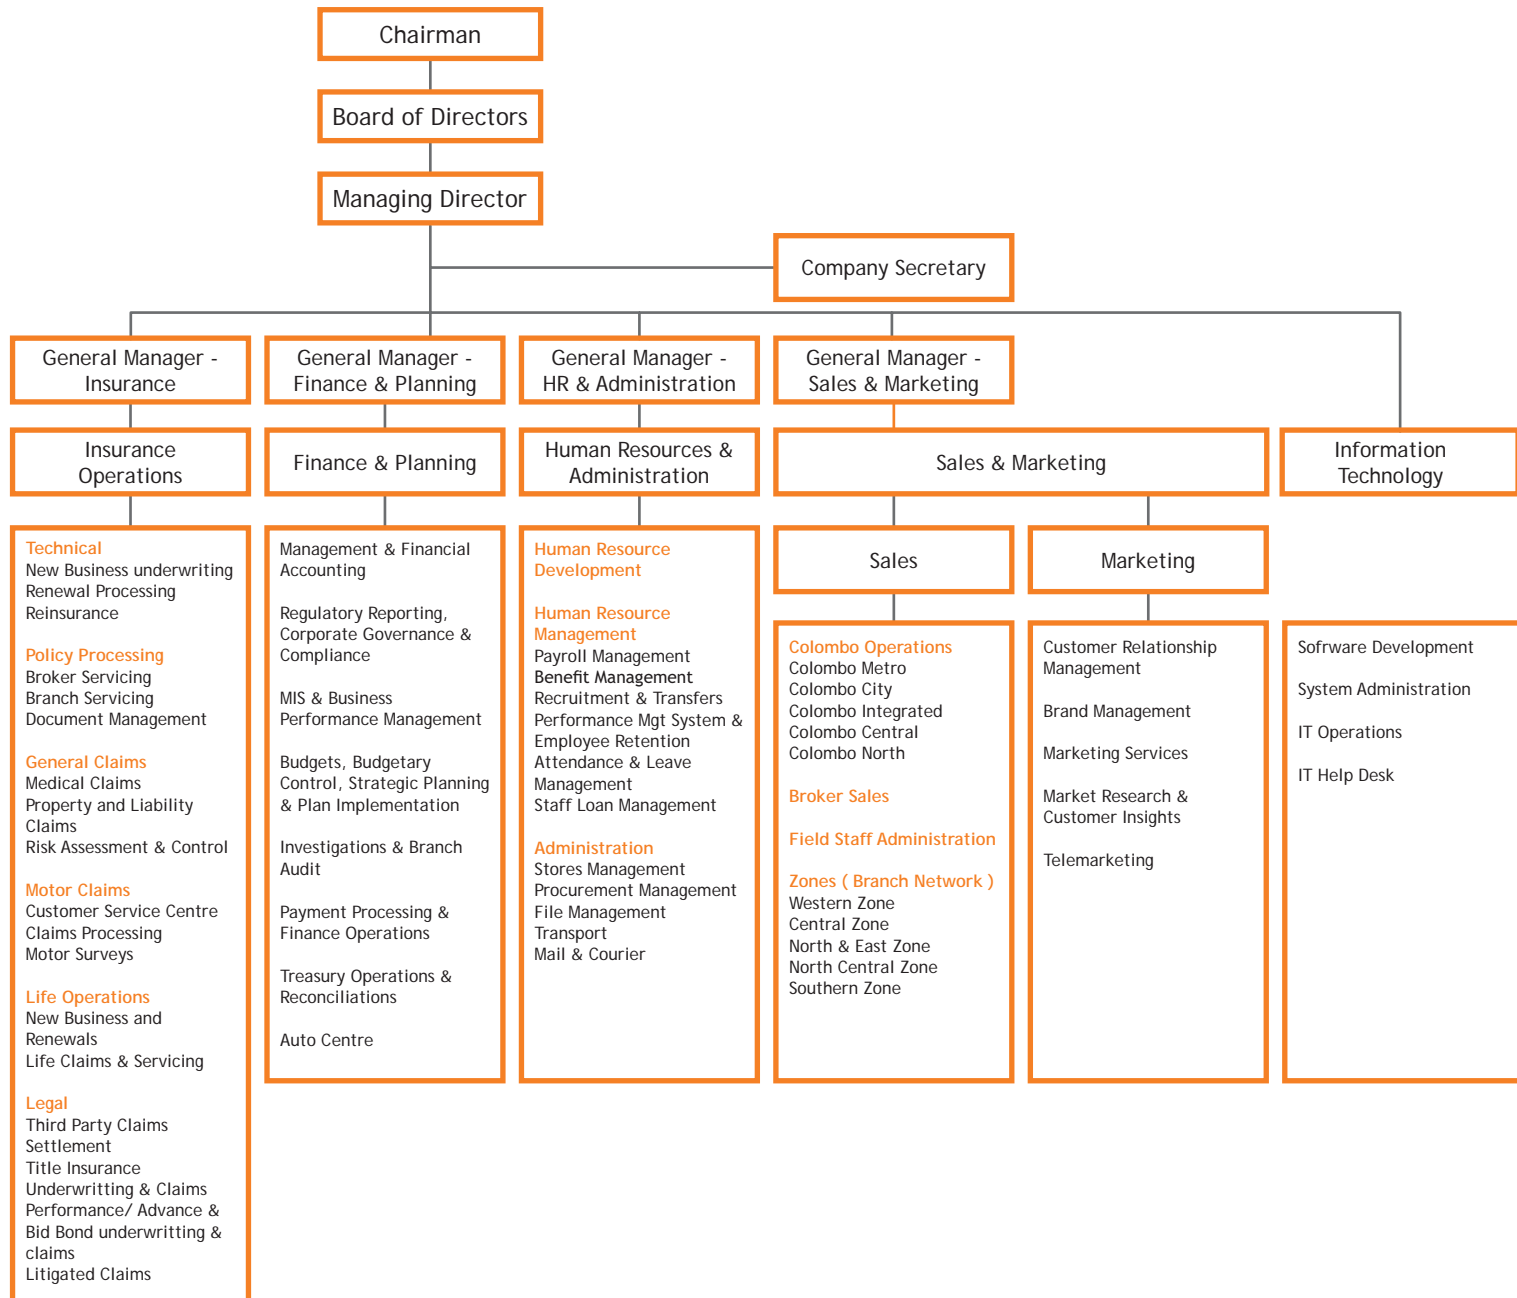 Chairman
Board of Directors
Managing Director
Company Secretary
General Manager -
Insurance
General Manager -
Finance & Planning
General Manager -
HR & Administration
General Manager -
Sales & Marketing
Insurance
Operations
Finance & Planning
Human Resources &
Administration
Sales & Marketing
Information
Technology
Technical
New Business underwriting
Renewal Processing
Reinsurance
Policy Processing
Broker Servicing
Branch Servicing
Document Management
General Claims
Medical Claims
Property and Liability
Claims
Risk Assessment & Control
Motor Claims
Customer Service Centre
Claims Processing
Motor Surveys
Life Operations
New Business and
Renewals
Life Claims & Servicing
Legal
Third Party Claims
Settlement
Title Insurance
Underwritting & Claims
Performance/ Advance &
Bid Bond underwritting &
claims
Litigated Claims
Management & Financial
Accounting
Regulatory Reporting,
Corporate Governance &
Compliance
MIS & Business
Performance Management
Budgets, Budgetary
Control, Strategic Planning
& Plan Implementation
Investigations & Branch
Audit
Payment Processing &
Finance Operations
Treasury Operations &
Reconciliations
Auto Centre
Human Resource
Development
Human Resource
Management
Payroll Management
Benefit Management
Recruitment & Transfers
Performance Mgt System &
Employee Retention
Attendance & Leave
Management
Staff Loan Management
Administration
Stores Management
Procurement Management
File Management
Transport
Mail & Courier
Sales
Colombo Operations
Colombo Metro
Colombo City
Colombo Integrated
Colombo Central
Colombo North
Broker Sales
Field Staff Administration
Zones ( Branch Network )
Western Zone
Central Zone
North & East Zone
North Central Zone
Southern Zone
Marketing
Customer Relationship
Management
Brand Management
Marketing Services
Market Research &
Customer Insights
Telemarketing
Sofrware Development
System Administration
IT Operations
IT Help Desk